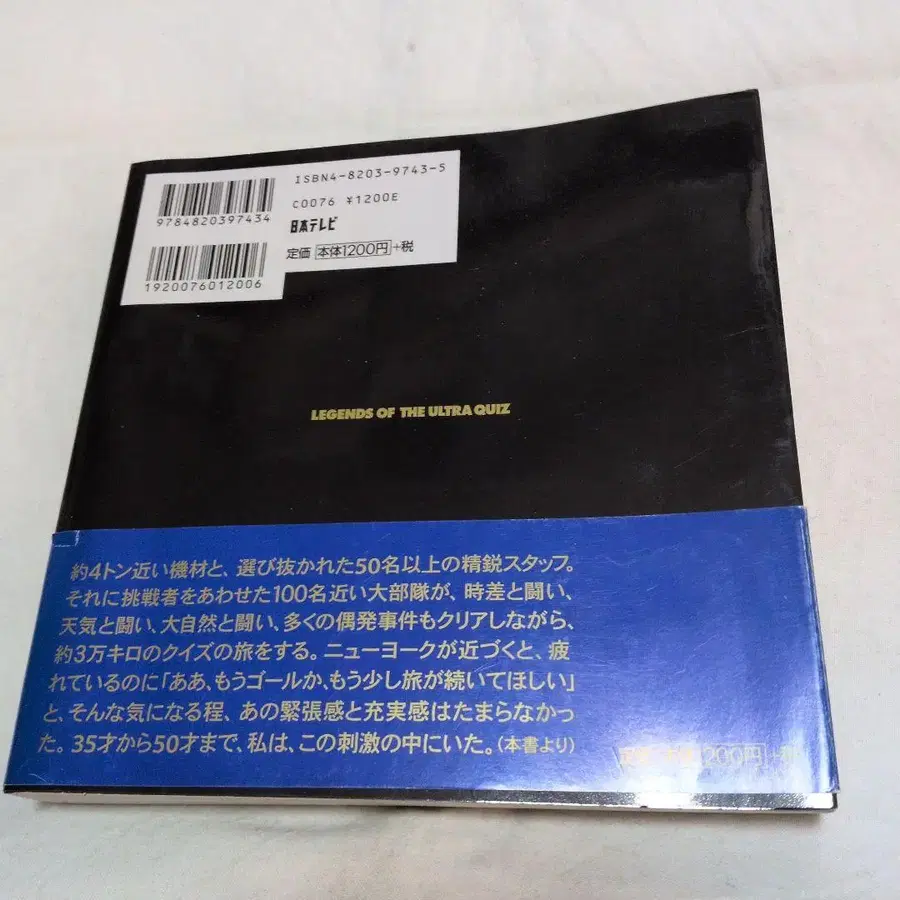 ISBN4-8203-9743-5
9784820397434
C0076 ¥1200E
日本テレビ
定価 本体1200円 +税
1920076012006
LEGENDS OF THE ULTRA QUIZ
約4トン近い機材と、選び抜かれた50名以上の精鋭スタッフ。
それに挑戦者をあわせた100名近い大部隊が、時差と闘い、
天気と闘い、大自然と闘い、多くの偶発事件もクリアしながら、
約3万キロのクイズの旅をする。ニューヨークが近づくと、疲
れているのに「ああ、もうゴールか、もう少し旅が続いてほしい」
と、そんな気になる程、あの緊張感と充実感はたまらなかっ
た。35才から50才まで、私は、この刺激の中にいた。(本書より)
定価 本体1200円 +税